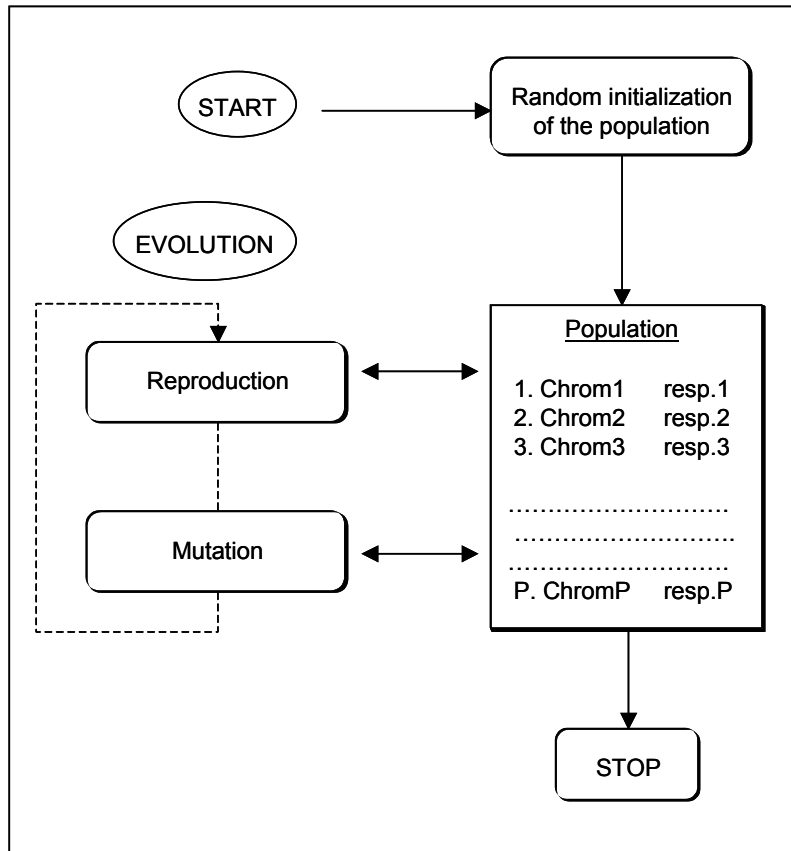 START
Random initialization
of the population
EVOLUTION
Reproduction
Mutation
Population
1. Chrom1 resp.1
2. Chrom2 resp.2
3. Chrom3 resp.3
................................
................................
................................
P. ChromP resp.P
STOP